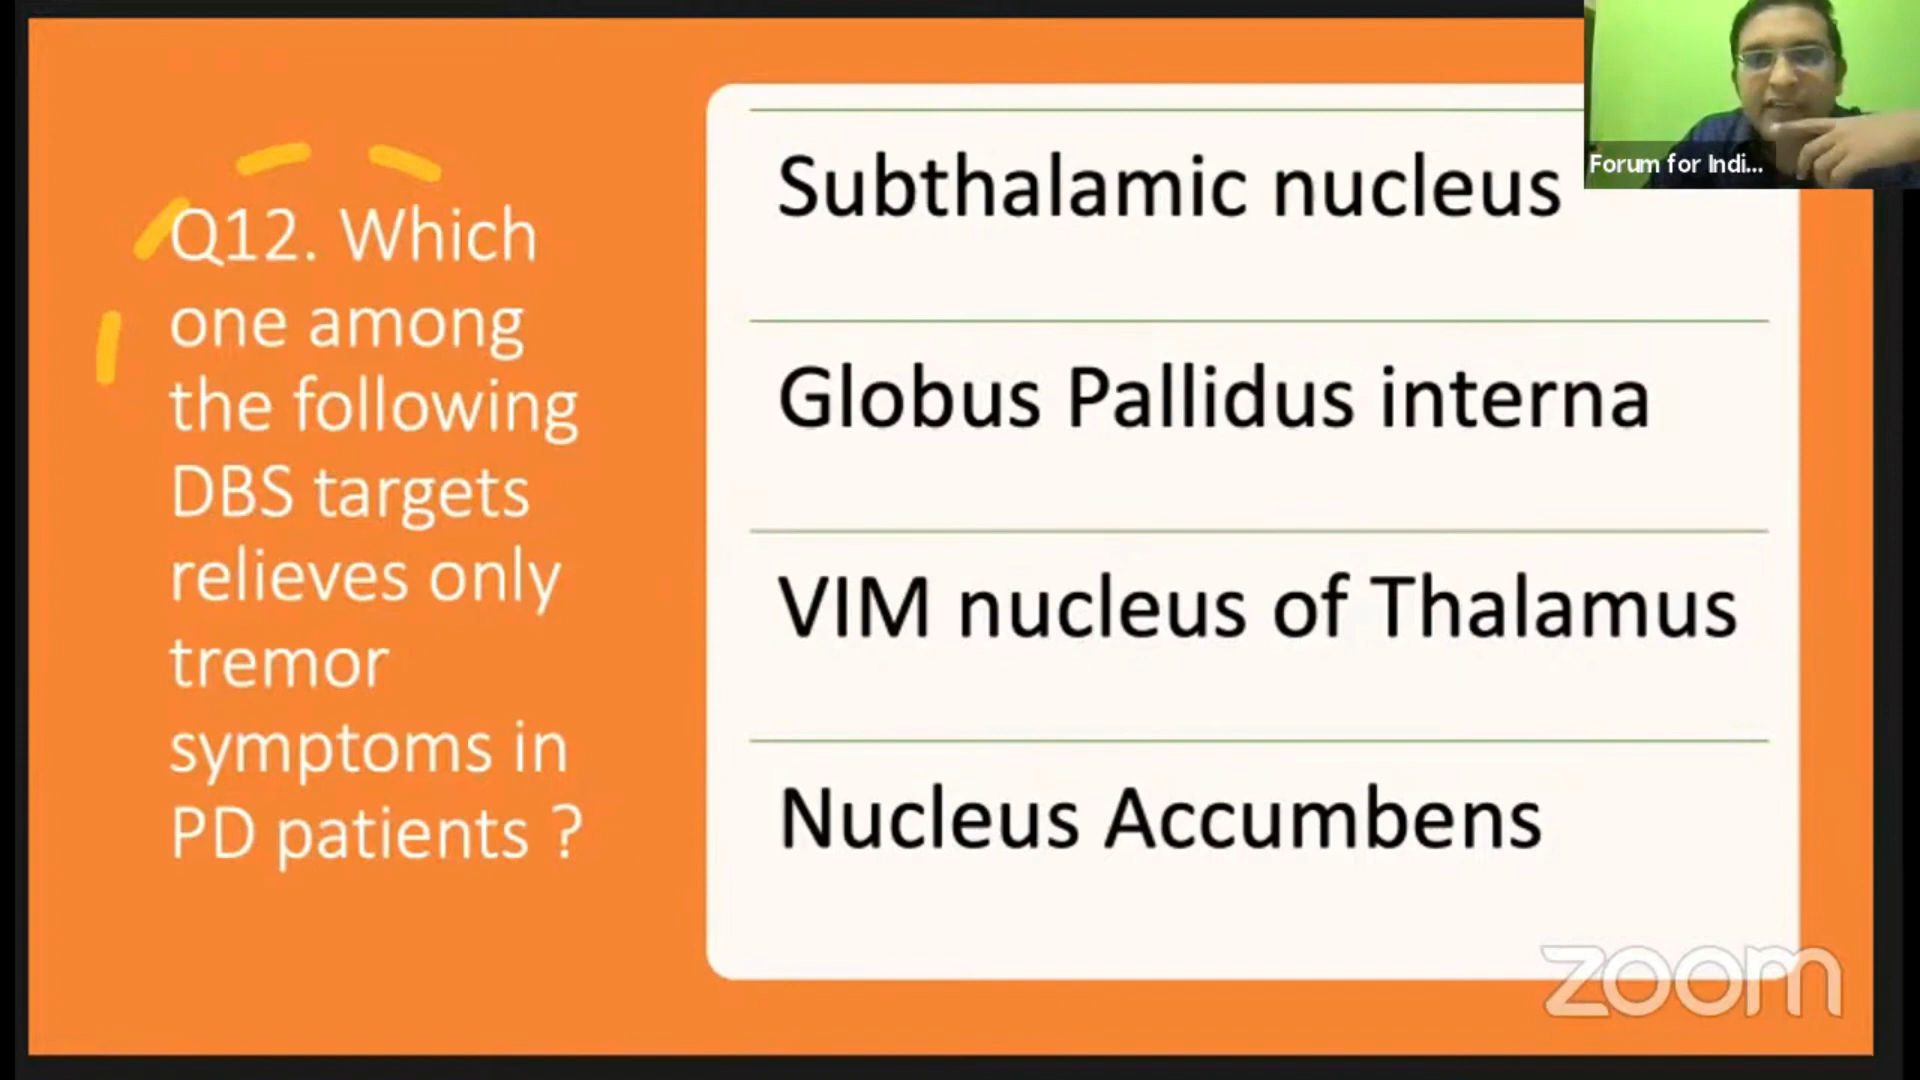 Q12. Which
one among
the following
DBS targets
relieves only
tremor
symptoms in
PD patients ?
Subthalamic nucleus
Globus Pallidus interna
VIM nucleus of Thalamus
Nucleus Accumbens
Forum for Indi...
zoom